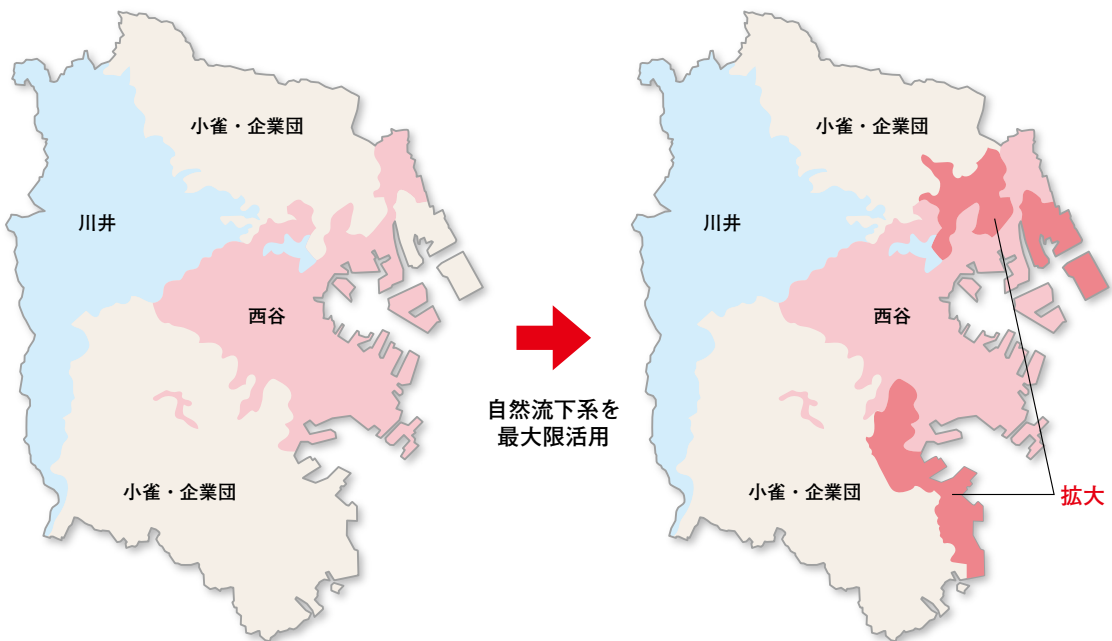 小雀・企業団
川井
西谷
小雀・企業団
自然流下系を
最大限活用
小雀・企業団
川井
西谷
小雀・企業団
拡大